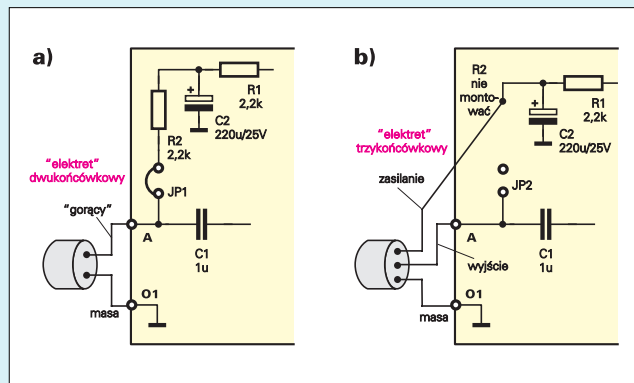 a)
R1
2,2k
+
C2
220u/25V
R2
2,2k
"elektret"
dwukońcówkowy
JP1
"gorący"
A
C1
1u
O1
masa
b)
R2
nie
monto-
wać
R1
2,2k
+
C2
220u/25V
"elektret"
trzykońcówkowy
zasilanie
JP2
A
C1
1u
wyjście
O1
masa